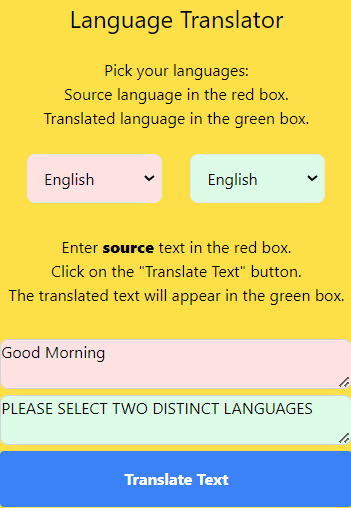 Language Translator
Pick your languages:
Source language in the red box.
Translated language in the green box.
English English
Enter source text in the red box.
Click on the "Translate Text" button.
The translated text will appear in the green box.
Good Morning
PLEASE SELECT TWO DISTINCT LANGUAGES
Translate Text